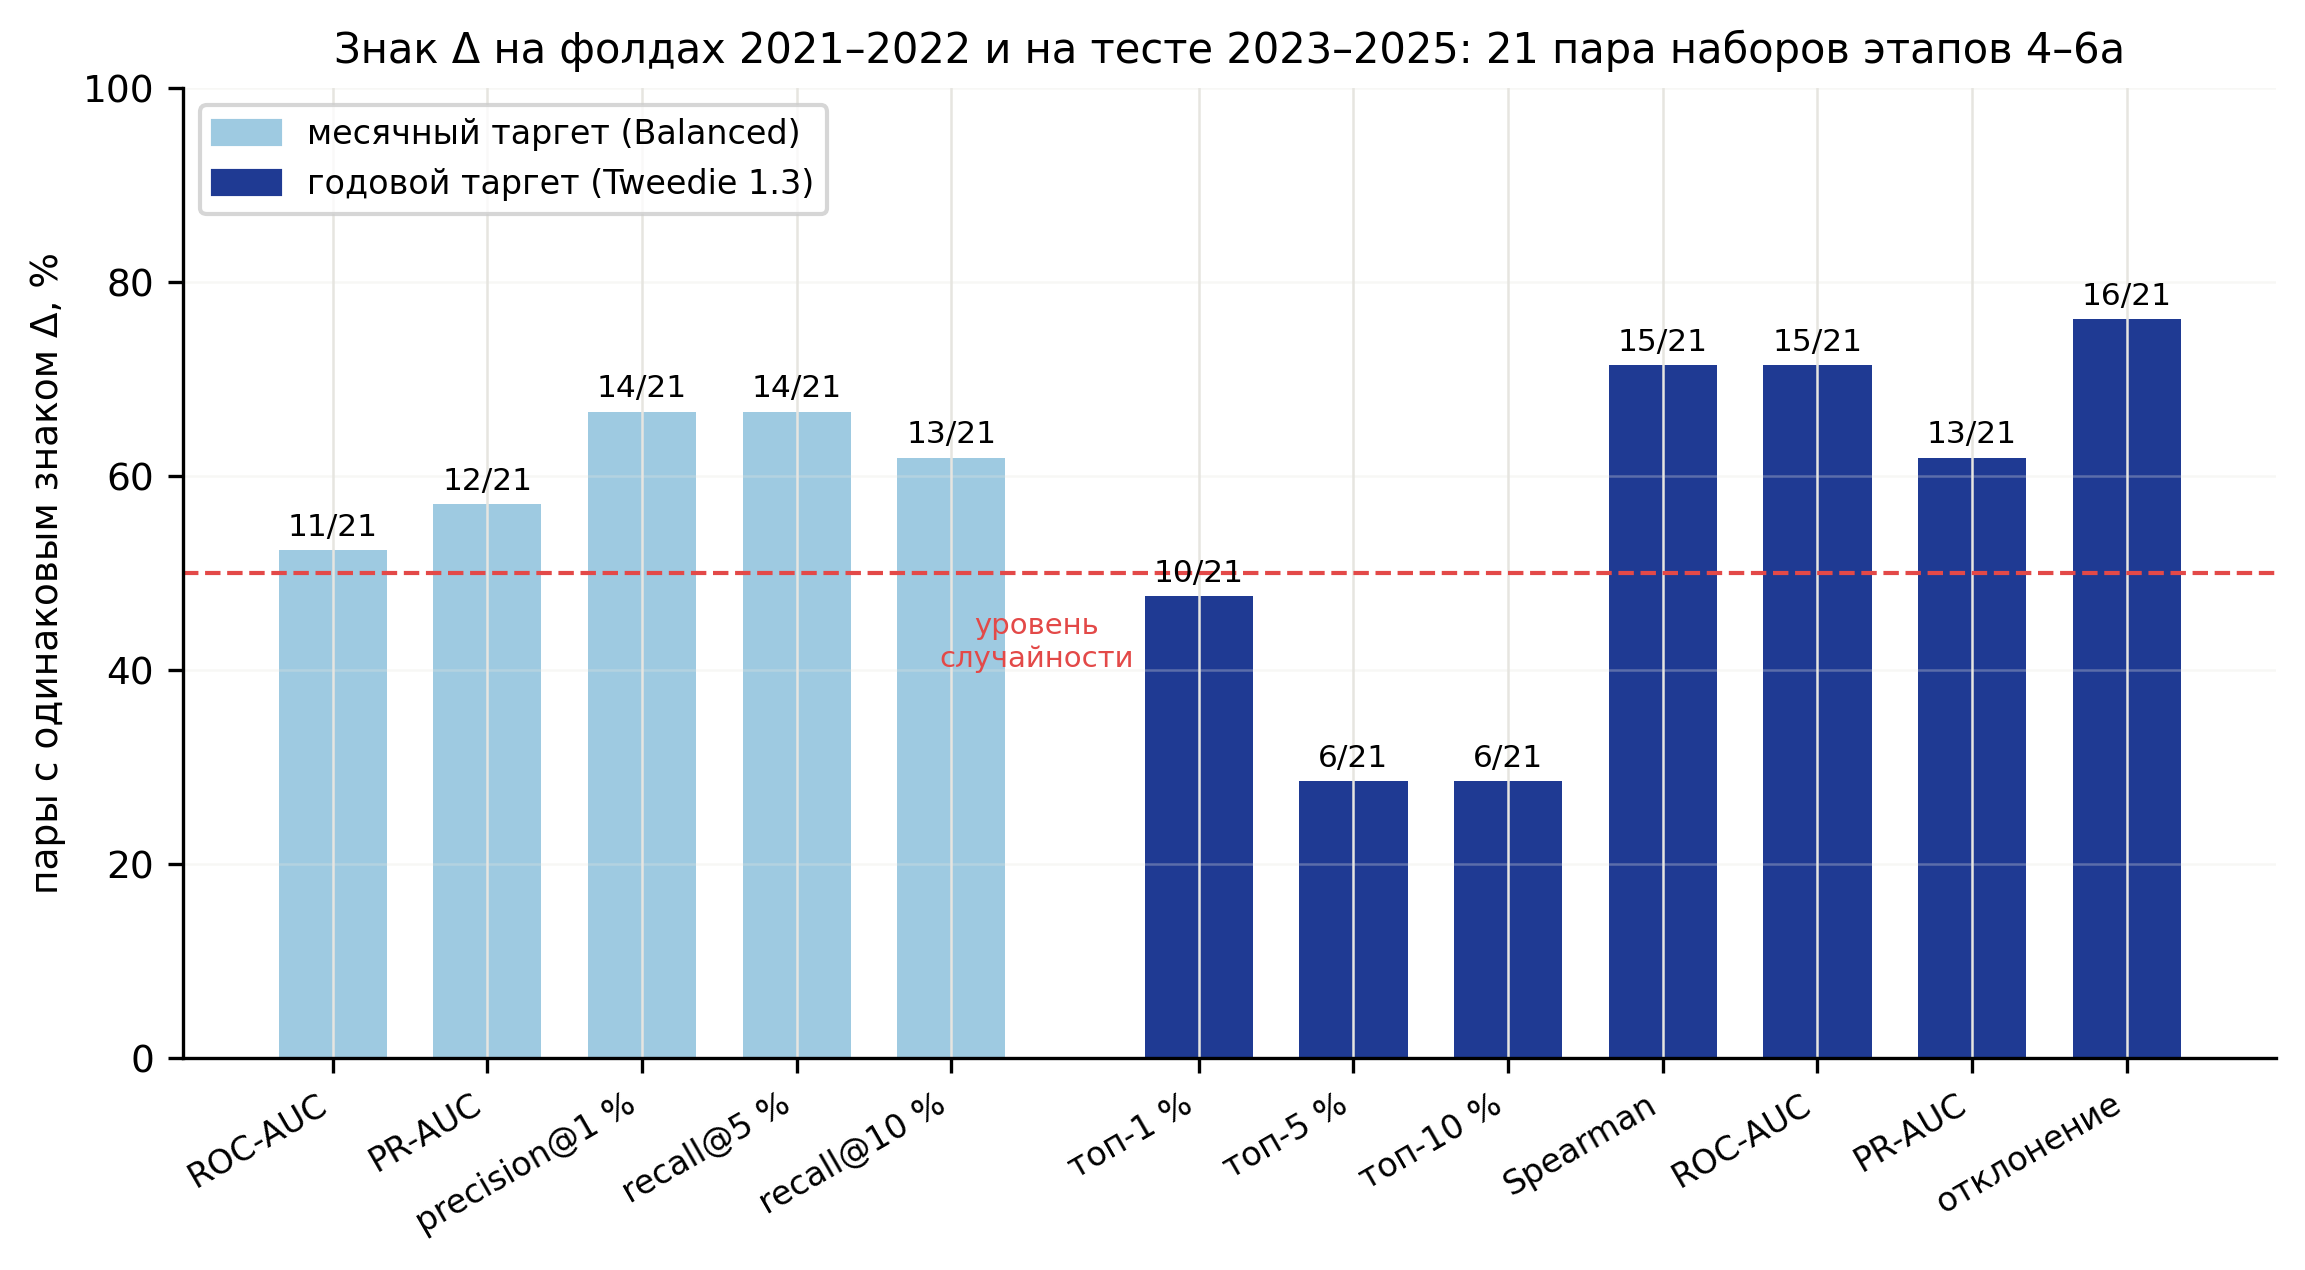 Знак Δ на фолдах 2021–2022 и на тесте 2023–2025: 21 пара наборов этапов 4–6а
пары с одинаковым знаком Δ, %
100
80
60
40
20
0
месячный таргет (Balanced)
годовой таргет (Tweedie 1.3)
11/21
12/21
14/21
14/21
13/21
10/21
6/21
6/21
15/21
15/21
13/21
16/21
уровень
случайности
ROC-AUC
PR-AUC
precision@1 %
recall@5 %
recall@10 %
топ-1 %
топ-5 %
топ-10 %
Spearman
ROC-AUC
PR-AUC
отклонение